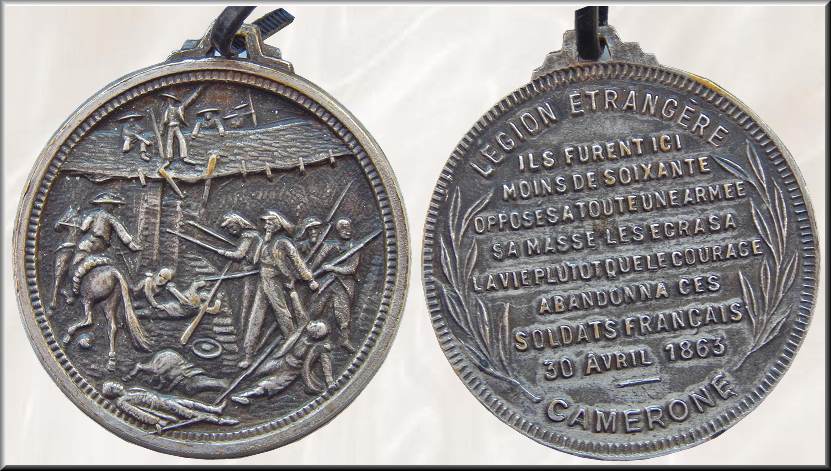 LEGION ETRANGERE
ILS FURENT ICI
MOINS DE SOIXANTE
OPPOSES A TOUTE UNE ARMEE
SA MASSE LES ECRASA
LA VIE PLUTOT QUE LE COURAGE
ABANDONNA CES
SOLDATS FRANÇAIS
30 AVRIL 1863
CAMERONE